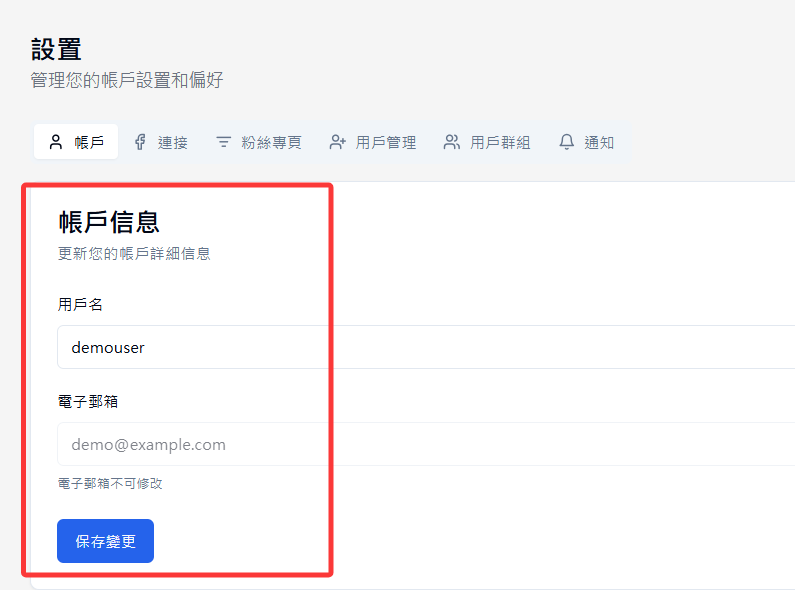 設置
管理您的帳戶設置和偏好
帳戶 連接 粉絲專頁 用戶管理 用戶群組 通知
帳戶信息
更新您的帳戶詳細信息
用戶名
demouser
電子郵箱
demo@example.com
電子郵箱不可修改
保存變更